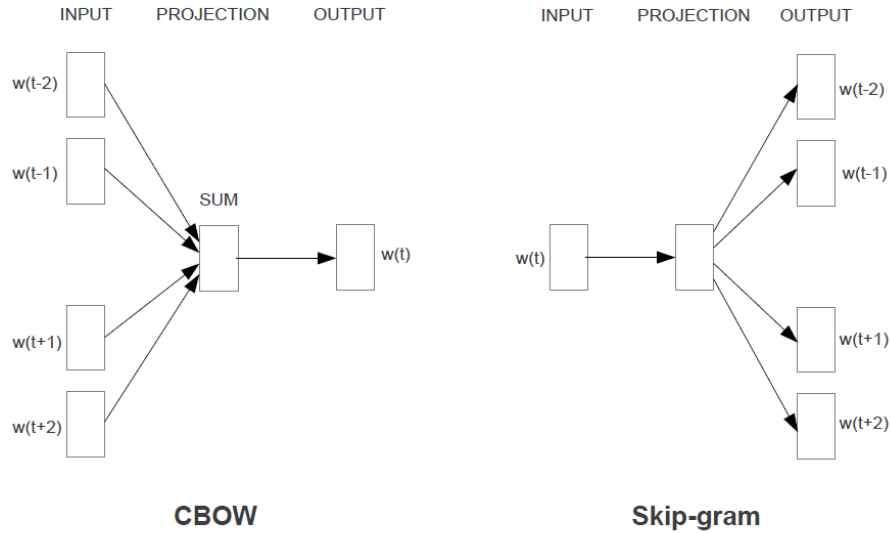 INPUT PROJECTION OUTPUT
w(t-2)
w(t-1)
SUM
w(t)
w(t+1)
w(t+2)
CBOW
INPUT PROJECTION OUTPUT
w(t-2)
w(t-1)
w(t)
w(t+1)
w(t+2)
Skip-gram